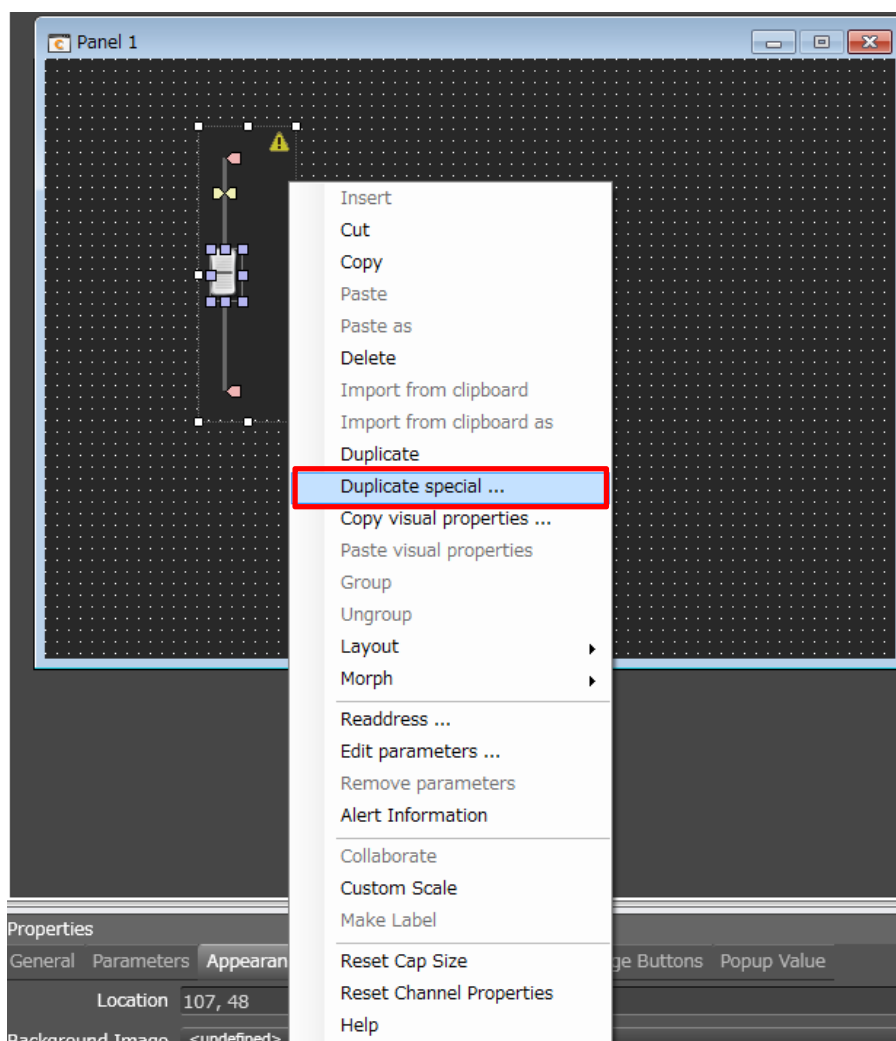 Panel 1
Insert
Cut
Copy
Paste
Paste as
Delete
Import from clipboard
Import from clipboard as
Duplicate
Duplicate special ...
Copy visual properties ...
Paste visual properties
Group
Ungroup
Layout
Morph
Readdress ...
Edit parameters ...
Remove parameters
Alert Information
Collaborate
Custom Scale
Make Label
Reset Cap Size
Reset Channel Properties
Help
Properties
General Parameters Appearan ge Buttons Popup Value
Location 107, 48
Background Image <undefined>